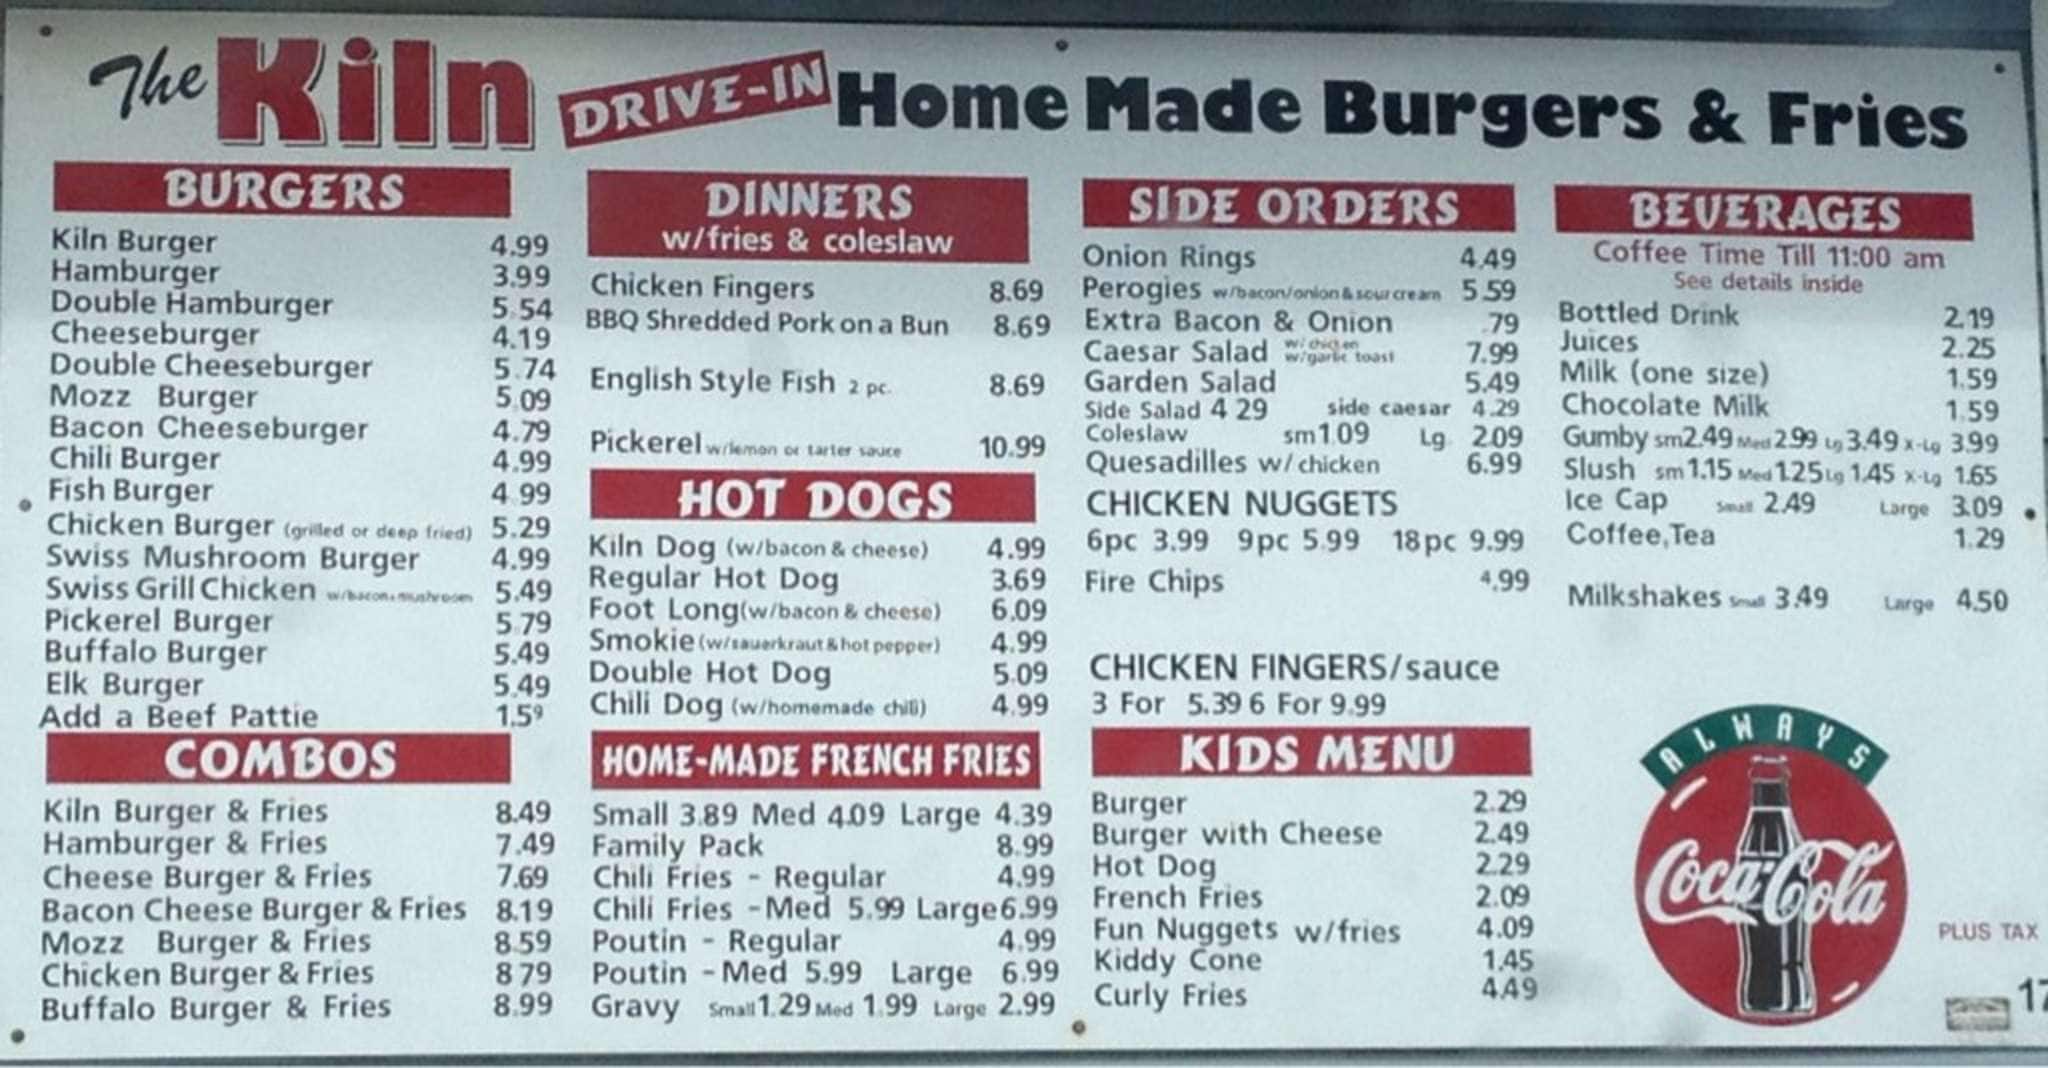 The Kiln DRIVE-IN Home Made Burgers & Fries
BURGERS
Kiln Burger 4.99
Hamburger 3.99
Double Hamburger 5.54
Cheeseburger 4.19
Double Cheeseburger 5.74
Mozz Burger 5.09
Bacon Cheeseburger 4.79
Chili Burger 4.99
Fish Burger 4.99
Chicken Burger (grilled or deep fried) 5.29
Swiss Mushroom Burger 4.99
Swiss Grill Chicken w/bacon+mushroom 5.49
Pickerel Burger 5.79
Buffalo Burger 5.49
Elk Burger 5.49
Add a Beef Pattie 1.59
COMBOS
Kiln Burger & Fries 8.49
Hamburger & Fries 7.49
Cheese Burger & Fries 7.69
Bacon Cheese Burger & Fries 8.19
Mozz Burger & Fries 8.59
Chicken Burger & Fries 8.79
Buffalo Burger & Fries 8.99
DINNERS
w/fries & coleslaw
Chicken Fingers 8.69
BBQ Shredded Pork on a Bun 8.69
English Style Fish 2 pc. 8.69
Pickerel w/lemon or tarter sauce 10.99
HOT DOGS
Kiln Dog (w/bacon & cheese) 4.99
Regular Hot Dog 3.69
Foot Long(w/bacon & cheese) 6.09
Smokie (w/sauerkraut & hot pepper) 4.99
Double Hot Dog 5.09
Chili Dog (w/homemade chili) 4.99
HOME-MADE FRENCH FRIES
Small 3.89 Med 4.09 Large 4.39
Family Pack 8.99
Chili Fries - Regular 4.99
Chili Fries - Med 5.99 Large 6.99
Poutin - Regular 4.99
Poutin - Med 5.99 Large 6.99
Gravy Small 1.29 Med 1.99 Large 2.99
SIDE ORDERS
Onion Rings 4.49
Perogies w/bacon/onion & sour cream 5.59
Extra Bacon & Onion .79
Caesar Salad w/ chicken w/garlic toast 7.99
Garden Salad 5.49
Side Salad 4 29 side caesar 4.29
Coleslaw sm 1.09 Lg. 2.09
Quesadilles w/ chicken 6.99
CHICKEN NUGGETS
6pc 3.99 9pc 5.99 18pc 9.99
Fire Chips 4.99
CHICKEN FINGERS/sauce
3 For 5.39 6 For 9.99
KIDS MENU
Burger 2.29
Burger with Cheese 2.49
Hot Dog 2.29
French Fries 2.09
Fun Nuggets w/fries 4.09
Kiddy Cone 1.45
Curly Fries 4.49
BEVERAGES
Coffee Time Till 11:00 am
See details inside
Bottled Drink 2.19
Juices 2.25
Milk (one size) 1.59
Chocolate Milk 1.59
Gumby sm 2.49 Med 2.99 Lg 3.49 X-Lg 3.99
Slush sm 1.15 Med 1.25 Lg 1.45 X-Lg 1.65
Ice Cap Small 2.49 Large 3.09
Coffee,Tea 1.29
Milkshakes Small 3.49 Large 4.50
ALWAYS
Coca-Cola
PLUS TAX
17